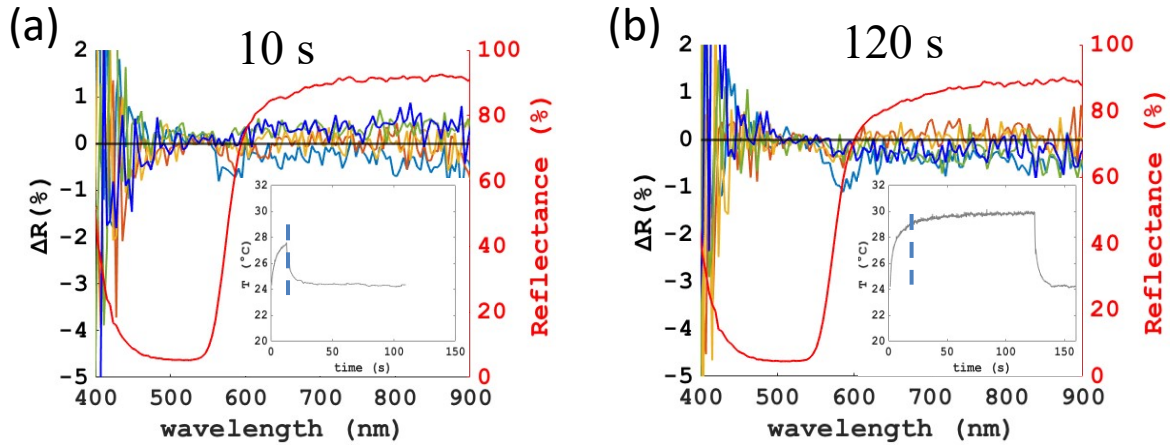 (a)
10 s
2
1
0
-1
-2
-3
-4
-5
ΔR(%)
100
80
60
40
20
0
Reflectance (%)
400 500 600 700 800 900
wavelength (nm)
32
30
28
26
24
22
20
T (°C)
0 50 100 150
time (s)
(b)
120 s
2
1
0
-1
-2
-3
-4
-5
ΔR(%)
100
80
60
40
20
0
Reflectance (%)
400 500 600 700 800 900
wavelength (nm)
32
30
28
26
24
22
20
T (°C)
0 50 100 150
time (s)